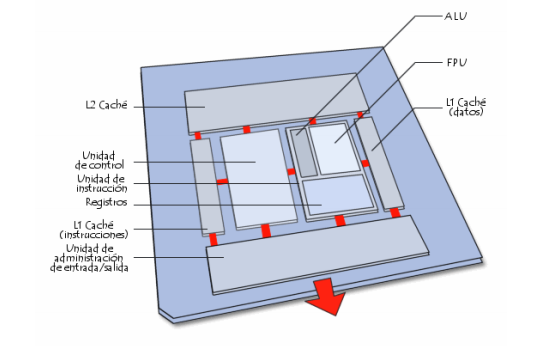 ALU
FPU
L1 Caché
(datos)
L2 Caché
Unidad
de control
Unidad de
instrucción
Registros
L1 Caché
(instrucciones)
Unidad de
administración
de entrada/salida